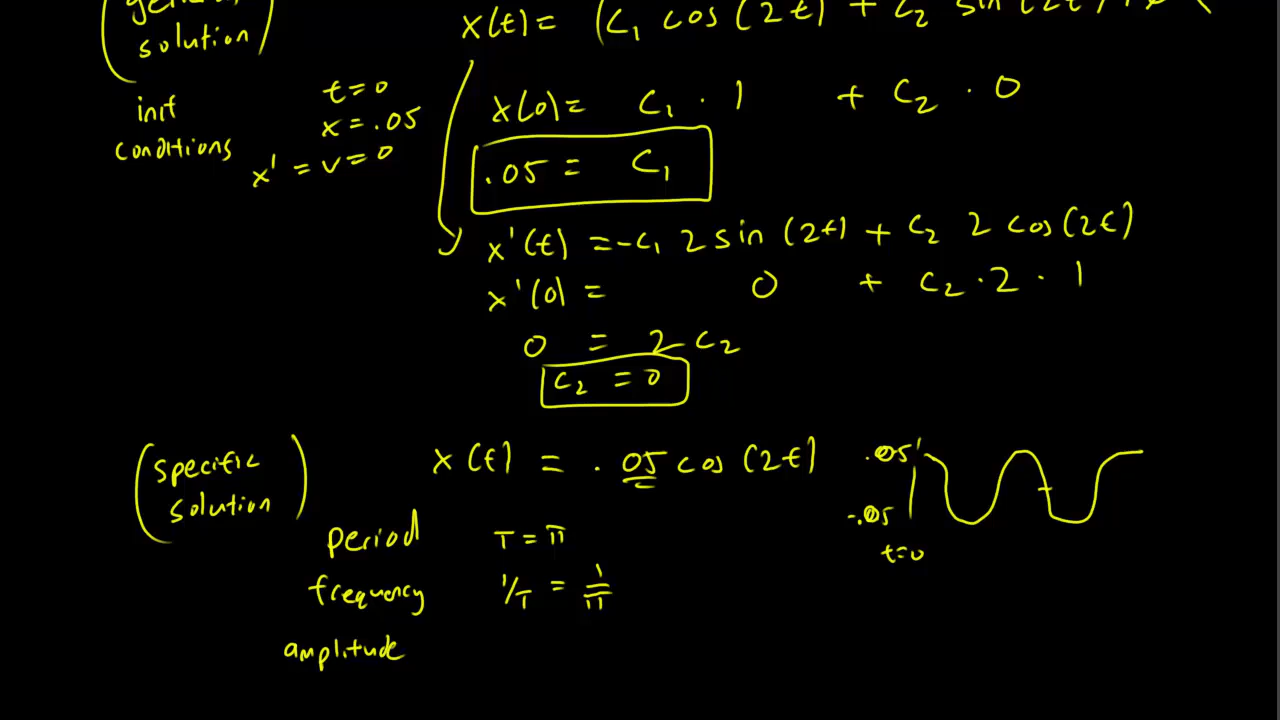 solution
x(t) = (c₁ cos(2t) + c₂ sin(2t)
init
conditions
t=0
x=.05
x' = v=0
x(0) = c₁ · 1 + c₂ · 0
.05 = c₁
x'(t) = -c₁ 2 sin(2t) + c₂ 2 cos(2t)
x'(0) = 0 + c₂ · 2 · 1
0 = 2 c₂
c₂ = 0
(specific
solution)
x(t) = .05 cos(2t)
.05
-.05
t=0
period T = π
frequency 1/T = 1/π
amplitude